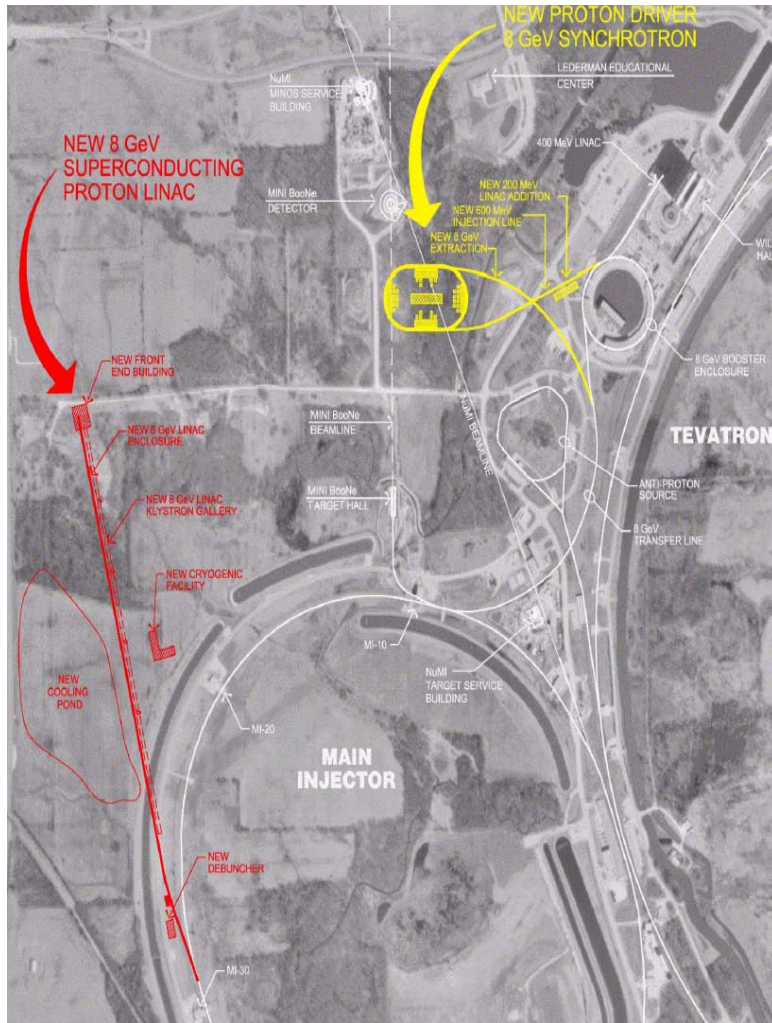 NEW PROTON DRIVER
8 GeV SYNCHROTRON
NuMI
MINOS SERVICE
BUILDING
LEDERMAN EDUCATIONAL
CENTER
NEW 8 GeV
SUPERCONDUCTING
PROTON LINAC
400 MeV LINAC
MINI BooNe
DETECTOR
NEW 200 MeV
LINAC ADDITION
NEW 600 MeV
INJECTION LINE
NEW 8 GeV
EXTRACTION
WIL
HAL
NEW FRONT
END BUILDING
8 GeV BOOSTER
ENCLOSURE
NEW 8 GeV LINAC
ENCLOSURE
MINI BooNe
BEAMLINE
NuMI BEAMLINE
TEVATRON
NEW 8 GeV LINAC
KLYSTRON GALLERY
MINI BooNe
TARGET HALL
ANTI-PROTON
SOURCE
8 GeV
TRANSFER LINE
NEW CRYOGENIC
FACILITY
MI-10
NEW
COOLING
POND
NuMI
TARGET SERVICE
BUILDING
MI-20
MAIN
INJECTOR
NEW
DEBUNCHER
MI-30